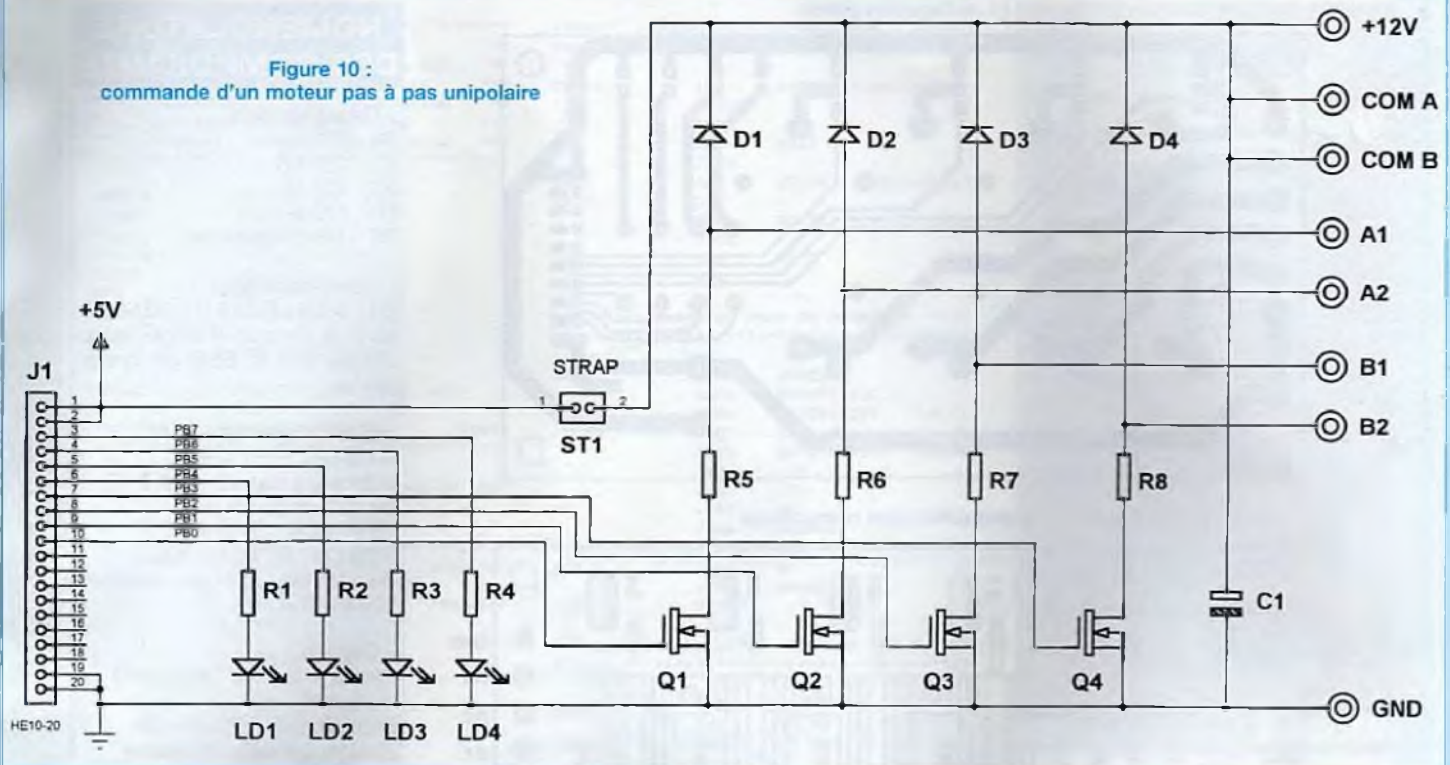 Figure 10 :
commande d'un moteur pas à pas unipolaire
+12V
COM A
COM B
D1
D2
D3
D4
A1
A2
B1
B2
+5V
J1
STRAP
1
2
ST1
1
2
3
4
5
6
7
8
9
10
11
12
13
14
15
16
17
18
19
20
PB7
PB6
PB5
PB4
PB3
PB2
PB1
PB0
R5
R6
R7
R8
R1
R2
R3
R4
C1
Q1
Q2
Q3
Q4
HE10-20
LD1
LD2
LD3
LD4
GND